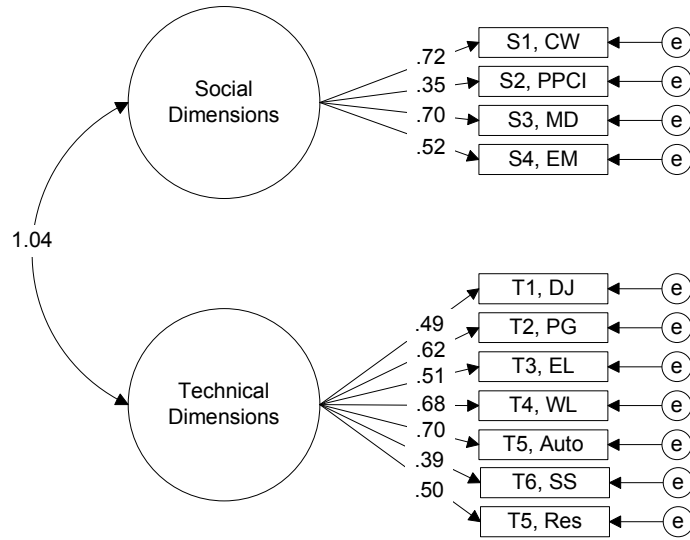 Social
Dimensions
.72
.35
.70
.52
S1, CW
e
S2, PPCI
e
S3, MD
e
S4, EM
e
1.04
Technical
Dimensions
.49
.62
.51
.68
.70
.39
.50
T1, DJ
e
T2, PG
e
T3, EL
e
T4, WL
e
T5, Auto
e
T6, SS
e
T5, Res
e